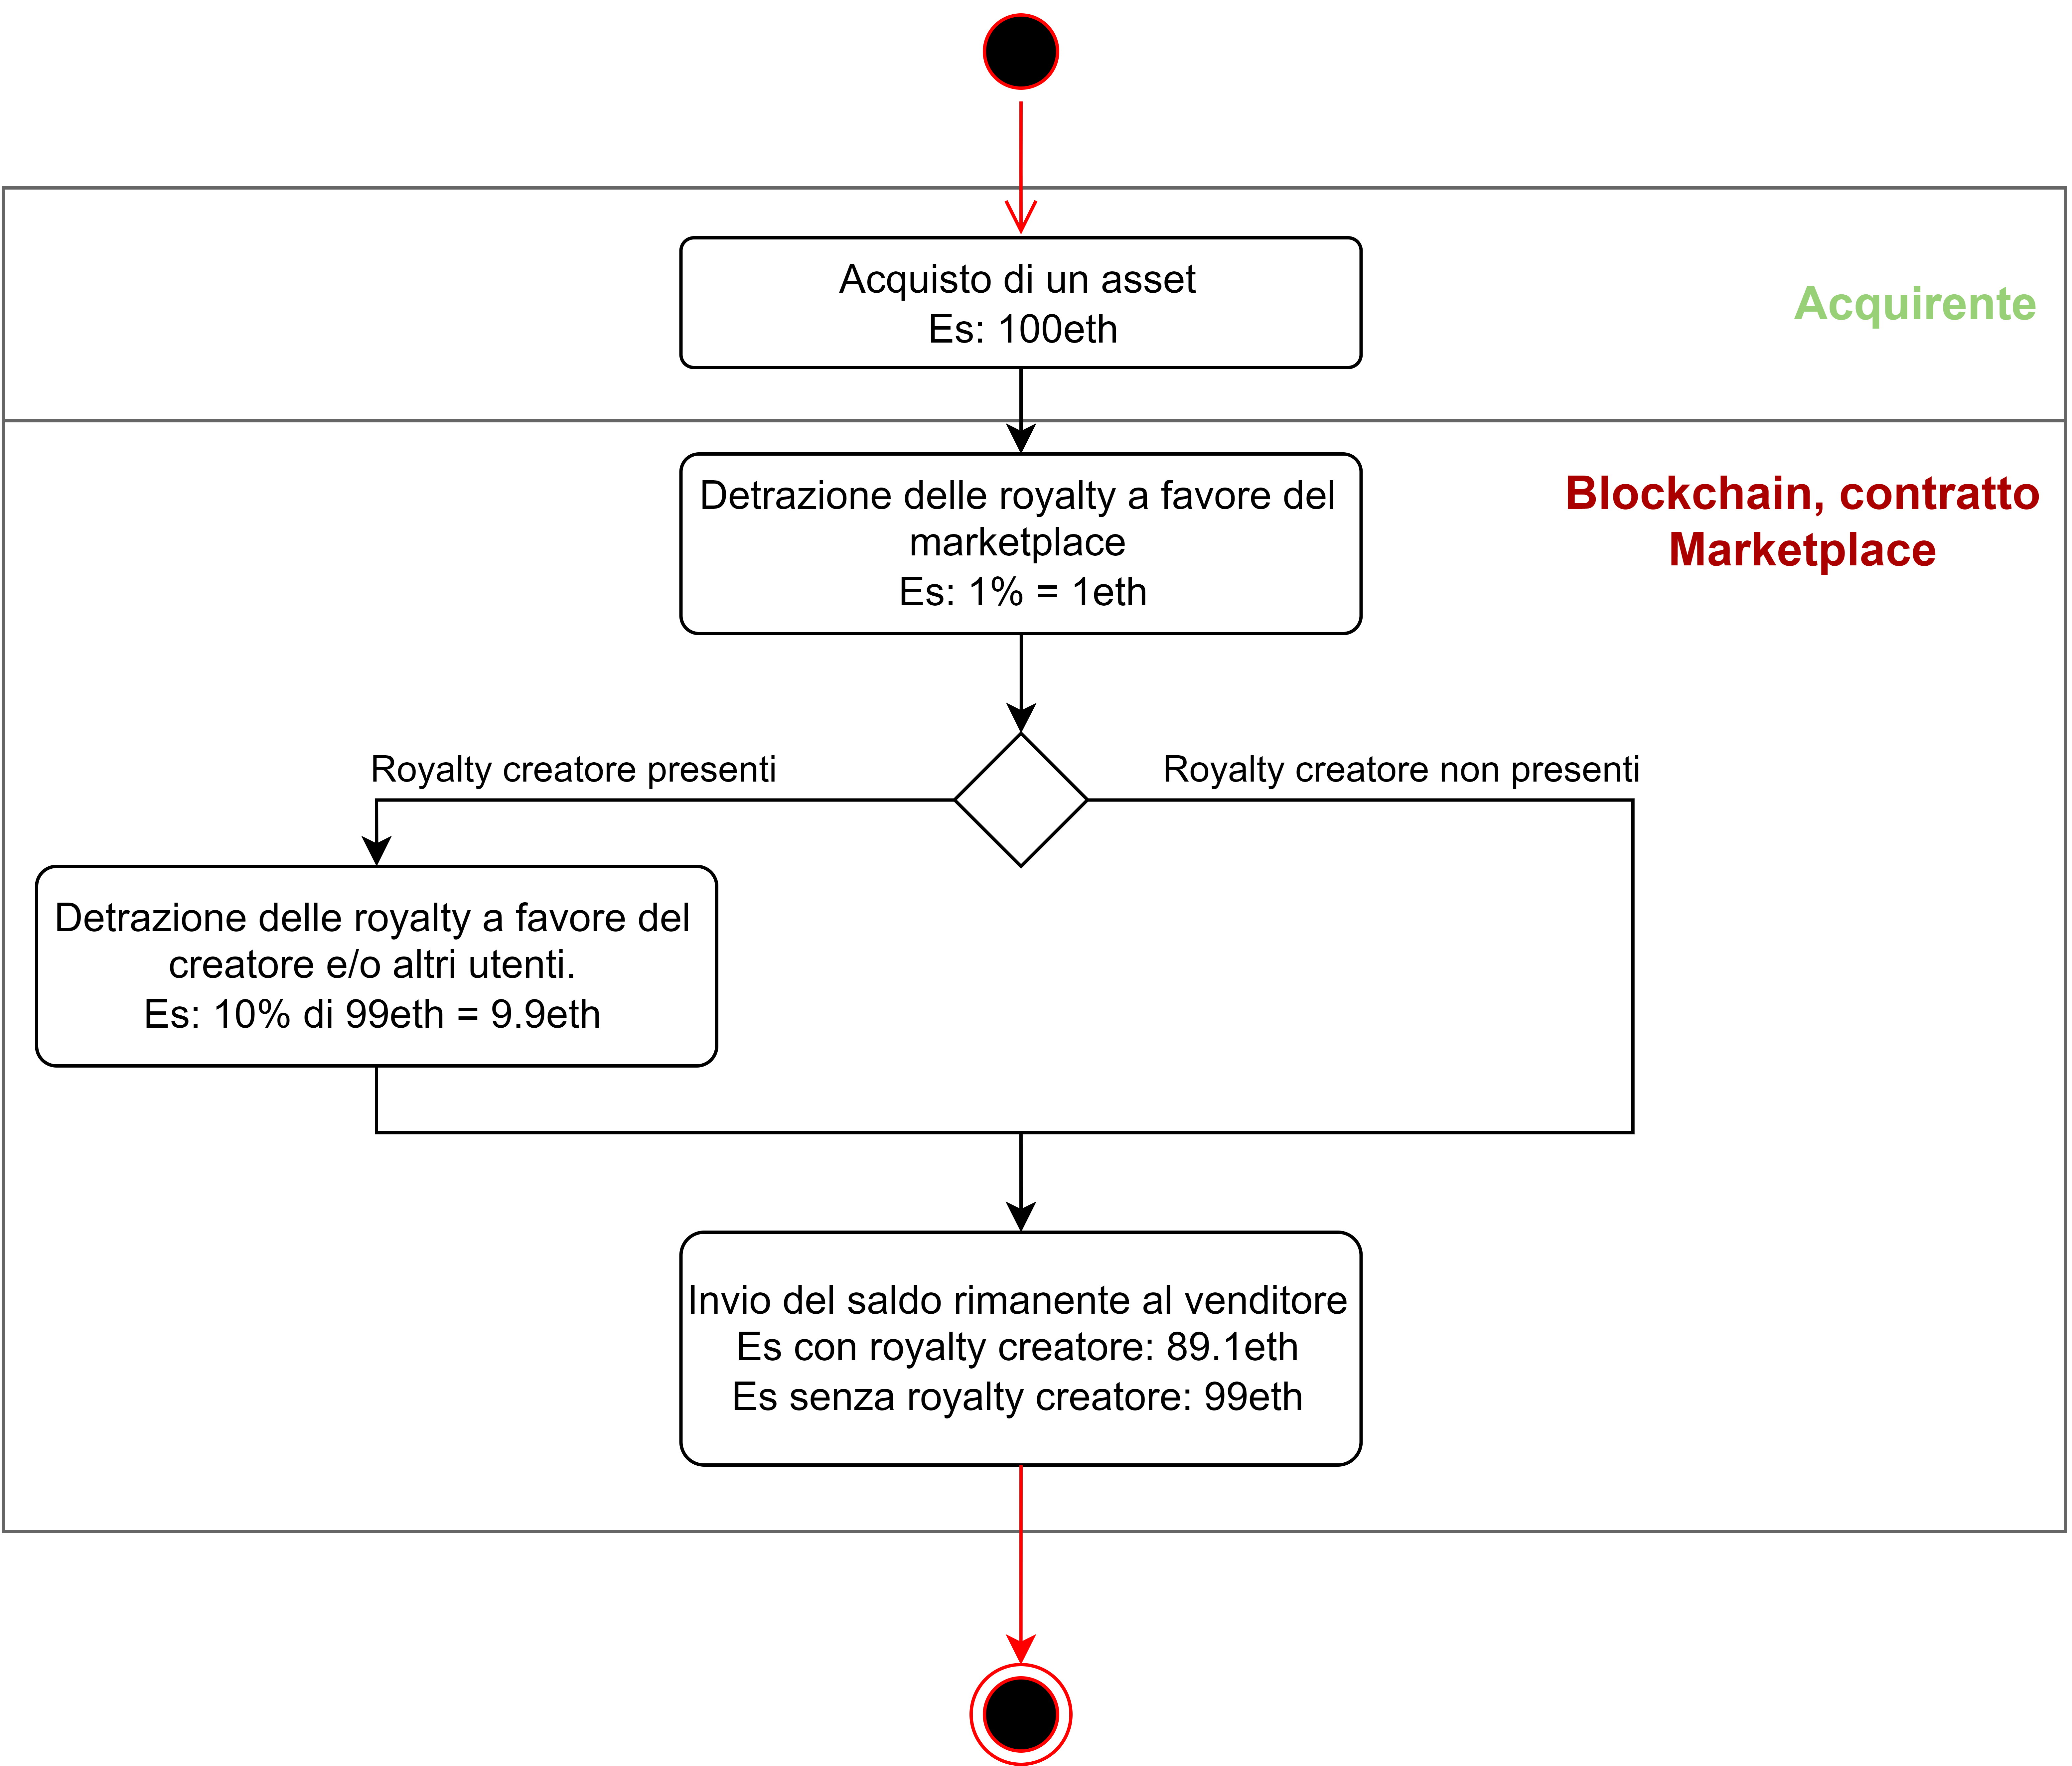 Acquisto di un asset
Es: 100eth
Acquirente
Detrazione delle royalty a favore del
marketplace
Es: 1% = 1eth
Blockchain, contratto
Marketplace
Royalty creatore presenti
Royalty creatore non presenti
Detrazione delle royalty a favore del
creatore e/o altri utenti.
Es: 10% di 99eth = 9.9eth
Invio del saldo rimanente al venditore
Es con royalty creatore: 89.1eth
Es senza royalty creatore: 99eth